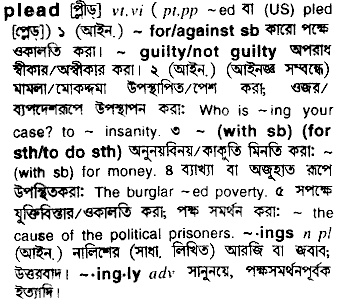 plead [প্লীড্] vt.vi ( pt.pp ~ed বা (US) pled
[প্লেড্]) ১ (আইন.) ~ for/against sb কারো পক্ষে
ওকালতি করা। ~ guilty/not guilty অপরাধ
স্বীকার/অস্বীকার করা। ২ (আইন.) (আইনজ্ঞ সম্বন্ধে)
মামলা/মোকদ্দমা উপস্থাপিত/পেশ করা; ওজর/
ব্যপদেশরূপে উপস্থাপন করা: Who is ~ing your
case? to ~ insanity. ৩ ~ (with sb) (for
sth/to do sth) অনুনয়বিনয়/কাকুতি মিনতি করা: ~
(with sb) for money. ৪ ব্যাখ্যা বা অজুহাত রূপে
উপস্থিতকরা: The burglar ~ed poverty. ৫ সপক্ষে
যুক্তিবিস্তার/ওকালতি করা; পক্ষ সমর্থন করা: ~ the
cause of the political prisoners. ~·ings n pl
(আইন.) নালিশের (সাধা. লিখিত) আরজি বা জবাব;
উত্তরবাদ। ~·ing·ly adv সানুনয়ে, পক্ষসমর্থনপূর্বক
ইত্যাদি।